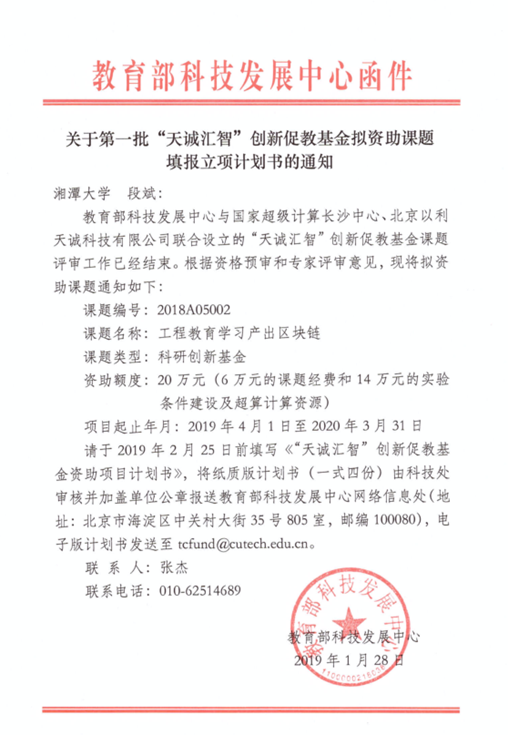 教育部科技发展中心函件
关于第一批“天诚汇智”创新促教基金拟资助课题
填报立项计划书的通知
湘潭大学 段斌：
教育部科技发展中心与国家超级计算长沙中心、北京以利
天诚科技有限公司联合设立的“天诚汇智”创新促教基金课题
评审工作已经结束。根据资格预审和专家评审意见，现将拟资
助课题通知如下：
课题编号：2018A05002
课题名称：工程教育学习产出区块链
课题类型：科研创新基金
资助额度：20 万元（6 万元的课题经费和 14 万元的实验
条件建设及超算计算资源）
项目起止年月：2019 年 4 月 1 日至 2020 年 3 月 31 日
请于 2019 年 2 月 25 日前填写《“天诚汇智”创新促教基
金资助项目计划书》，将纸质版计划书（一式四份）由科技处
审核并加盖单位公章报送教育部科技发展中心网络信息处（地
址：北京市海淀区中关村大街 35 号 805 室，邮编 100080），电
子版计划书发送至 tcfund@cutech.edu.cn。
联 系 人：张杰
联系电话：010-62514689
教育部科技发展中心
教育部科技发展中心
2019 年 1 月 28 日